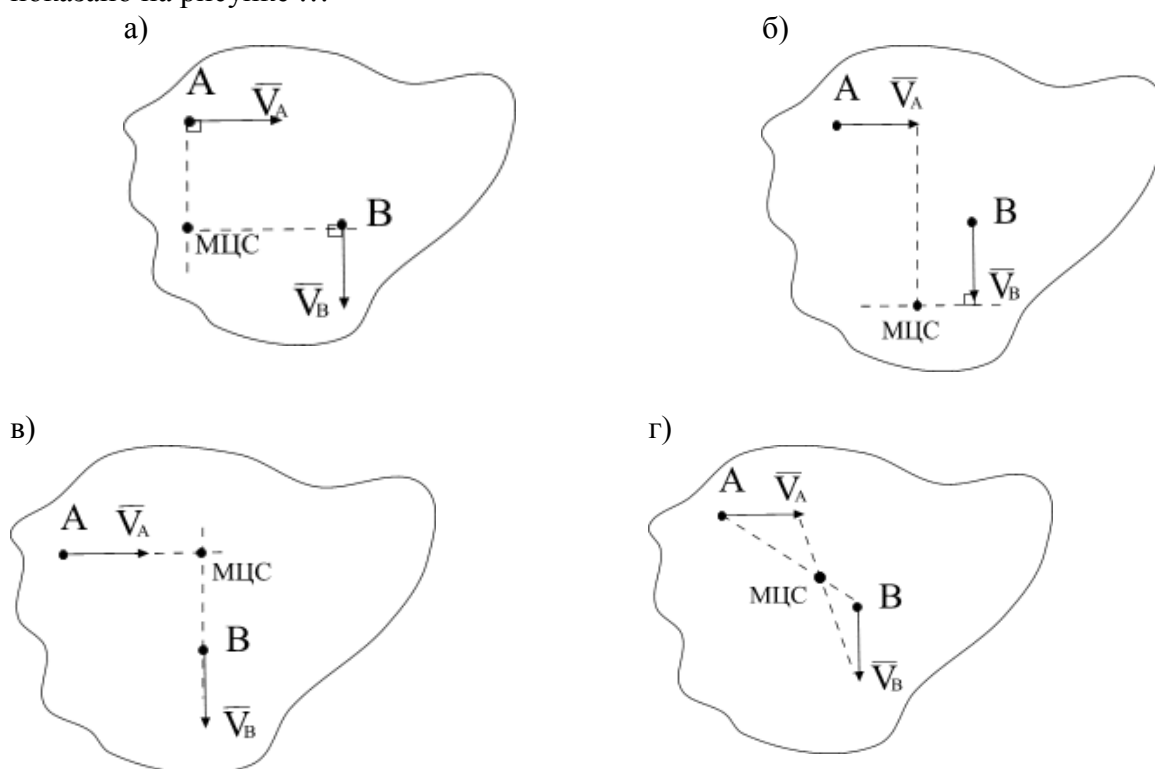 показано на рисунке …
а)
б)
A
V̅A
B
МЦС
V̅B
A
V̅A
B
V̅B
МЦС
в)
г)
A
V̅A
МЦС
B
V̅B
A
V̅A
МЦС
B
V̅B